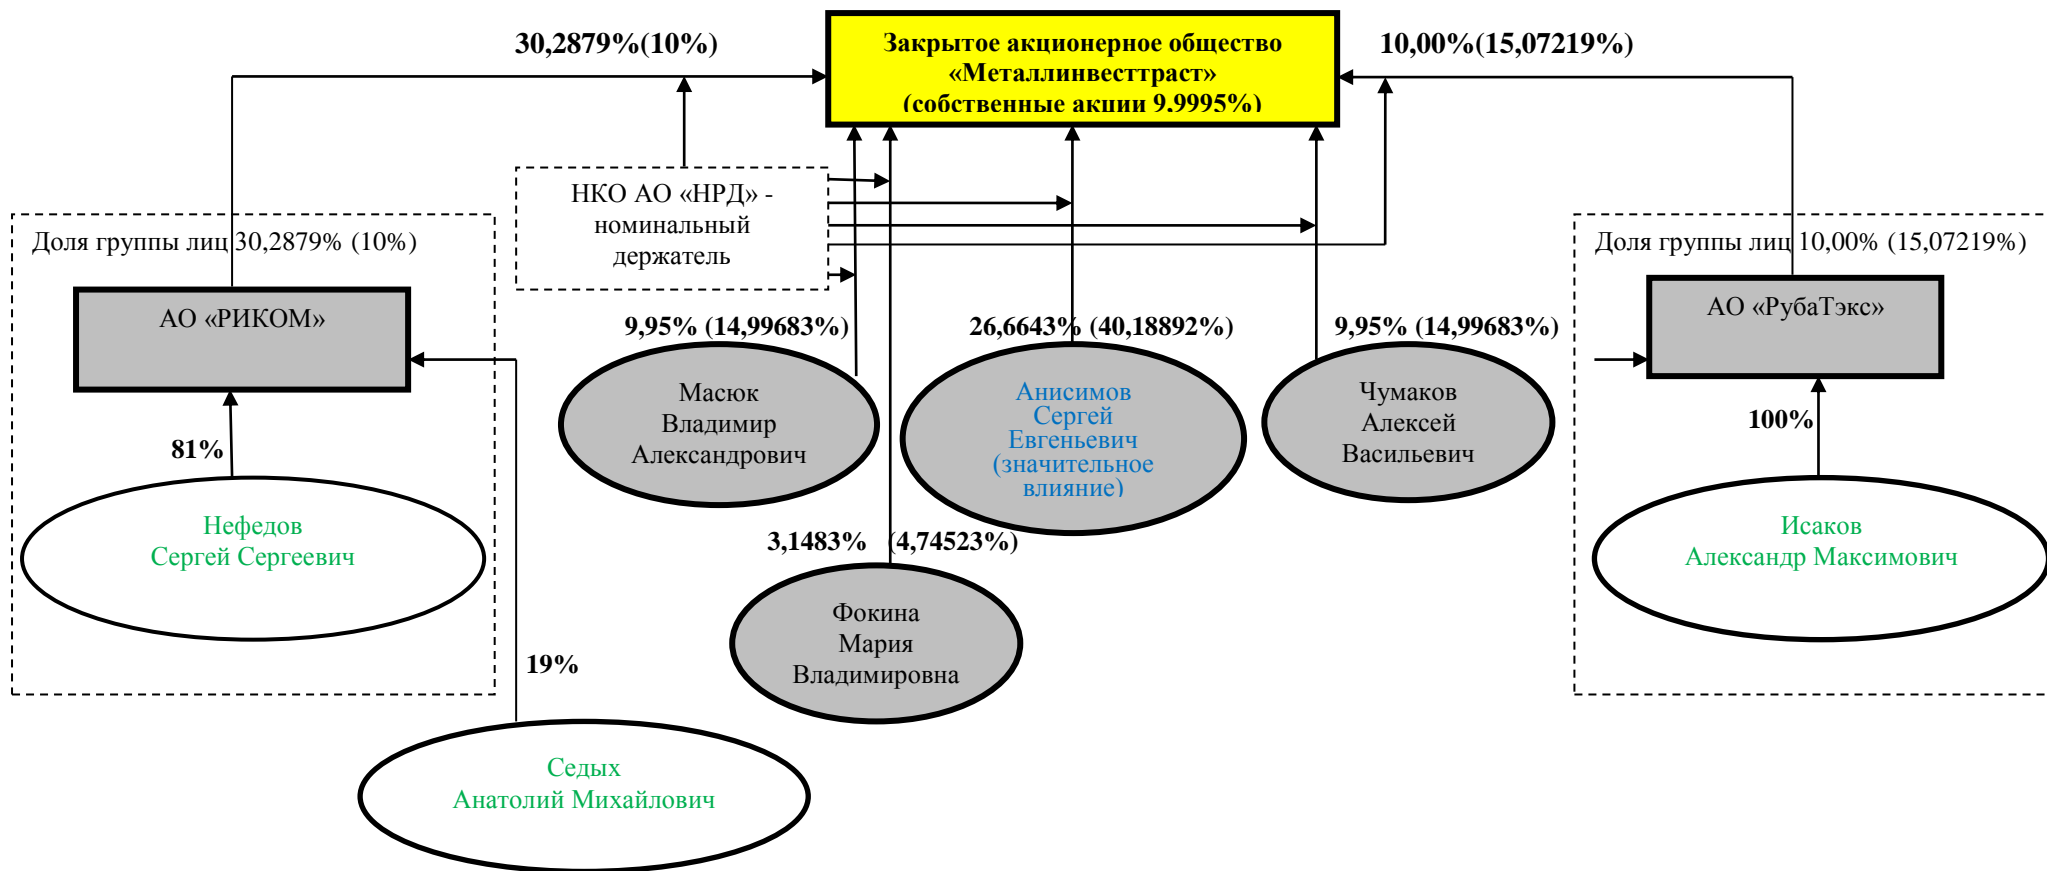 30,2879%(10%)
Закрытое акционерное общество
«Металлинвесттраст»
(собственные акции 9,9995%)
10,00%(15,07219%)
НКО АО «НРД» -
номинальный
держатель
Доля группы лиц 30,2879% (10%)
Доля группы лиц 10,00% (15,07219%)
АО «РИКОМ»
АО «РубаТэкс»
9,95% (14,99683%)
26,6643% (40,18892%)
9,95% (14,99683%)
Масюк
Владимир
Александрович
Анисимов
Сергей
Евгеньевич
(значительное
влияние)
Чумаков
Алексей
Васильевич
81%
100%
Нефедов
Сергей Сергеевич
Исаков
Александр Максимович
3,1483% (4,74523%)
Фокина
Мария
Владимировна
19%
Седых
Анатолий Михайлович